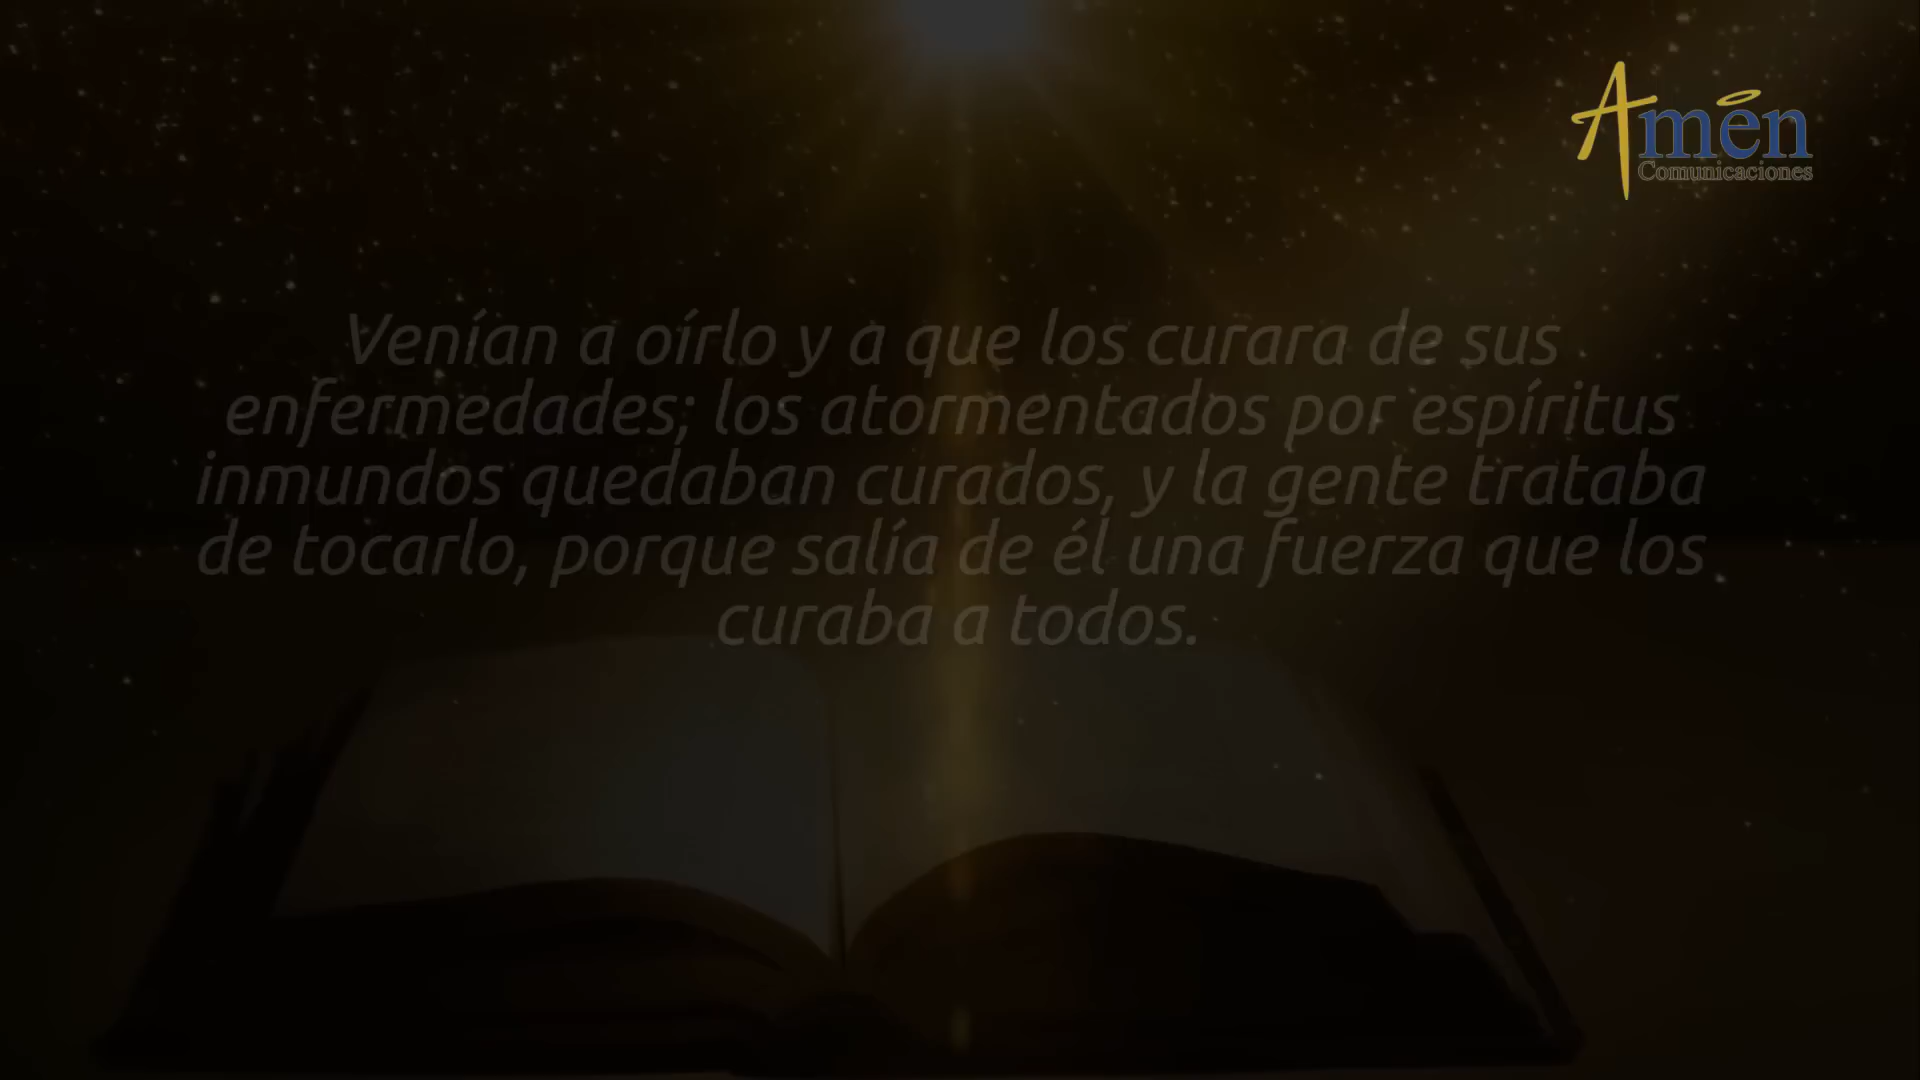 Amén
Comunicaciones
Venían a oírlo y a que los curara de sus
enfermedades; los atormentados por espíritus
inmundos quedaban curados, y la gente trataba
de tocarlo, porque salía de él una fuerza que los
curaba a todos.